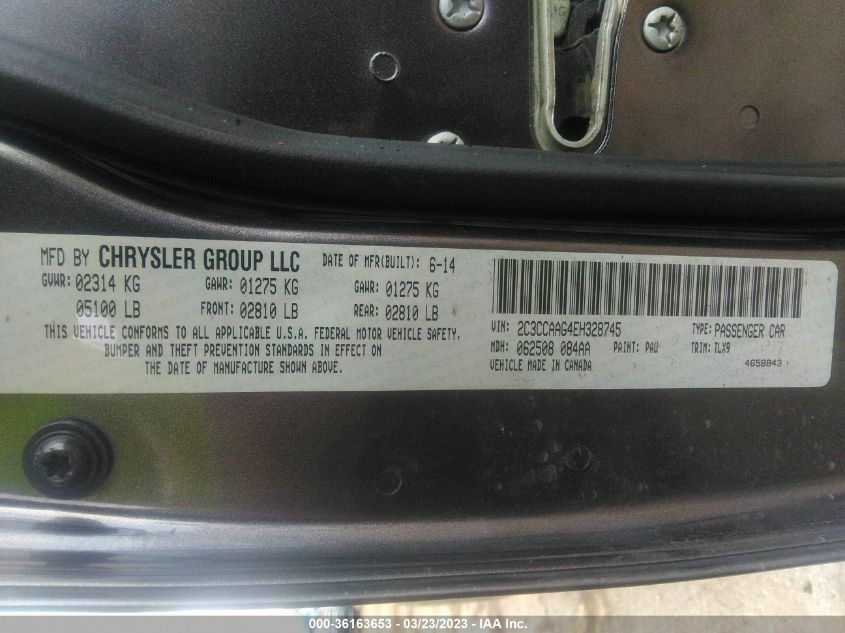 MFD BY CHRYSLER GROUP LLC DATE OF MFR(BUILT): 6-14
GVWR: 02314 KG GAWR: 01275 KG GAWR: 01275 KG
05100 LB FRONT: 02810 LB REAR: 02810 LB
THIS VEHICLE CONFORMS TO ALL APPLICABLE U.S.A. FEDERAL MOTOR VEHICLE SAFETY,
BUMPER AND THEFT PREVENTION STANDARDS IN EFFECT ON
THE DATE OF MANUFACTURE SHOWN ABOVE.
VIN: 2C3CCAAG4EH328745 TYPE: PASSENGER CAR
MDH: 062508 084AA PAINT: PAU TRIM: TLX9
VEHICLE MADE IN CANADA 4658843
000-36163653 - 03/23/2023 - IAA Inc.